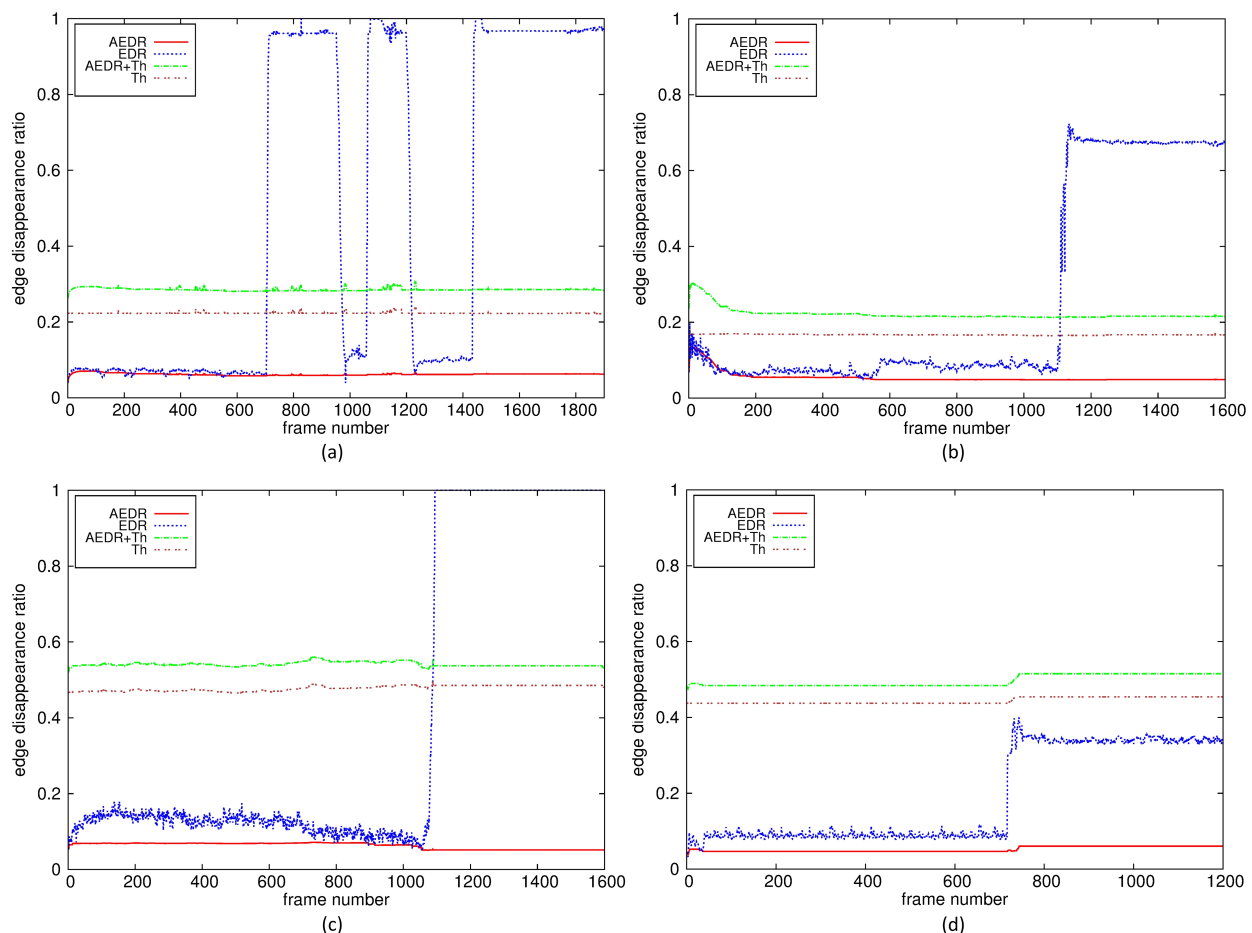 AEDR
EDR
AEDR+Th
Th
edge disappearance ratio
1
0.8
0.6
0.4
0.2
0
0 200 400 600 800 1000 1200 1400 1600 1800
frame number
(a)
AEDR
EDR
AEDR+Th
Th
edge disappearance ratio
1
0.8
0.6
0.4
0.2
0
0 200 400 600 800 1000 1200 1400 1600
frame number
(b)
AEDR
EDR
AEDR+Th
Th
edge disappearance ratio
1
0.8
0.6
0.4
0.2
0
0 200 400 600 800 1000 1200 1400 1600
frame number
(c)
AEDR
EDR
AEDR+Th
Th
edge disappearance ratio
1
0.8
0.6
0.4
0.2
0
0 200 400 600 800 1000 1200
frame number
(d)